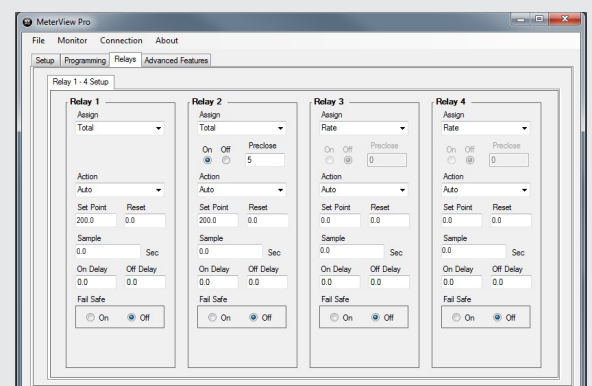 MeterView Pro
File Monitor Connection About
Setup Programming Relays Advanced Features
Relay 1 - 4 Setup
Relay 1
Assign
Total
Action
Auto
Set Point Reset
200.0 0.0
Sample
0.0 Sec
On Delay Off Delay
0.0 0.0
Fail Safe
On Off
Relay 2
Assign
Total
On Off Preclose
5
Action
Auto
Set Point Reset
200.0 0.0
Sample
0.0 Sec
On Delay Off Delay
0.0 0.0
Fail Safe
On Off
Relay 3
Assign
Rate
On Off Preclose
0
Action
Auto
Set Point Reset
0.0 0.0
Sample
0.0 Sec
On Delay Off Delay
0.0 0.0
Fail Safe
On Off
Relay 4
Assign
Rate
On Off Preclose
0
Action
Auto
Set Point Reset
0.0 0.0
Sample
0.0 Sec
On Delay Off Delay
0.0 0.0
Fail Safe
On Off